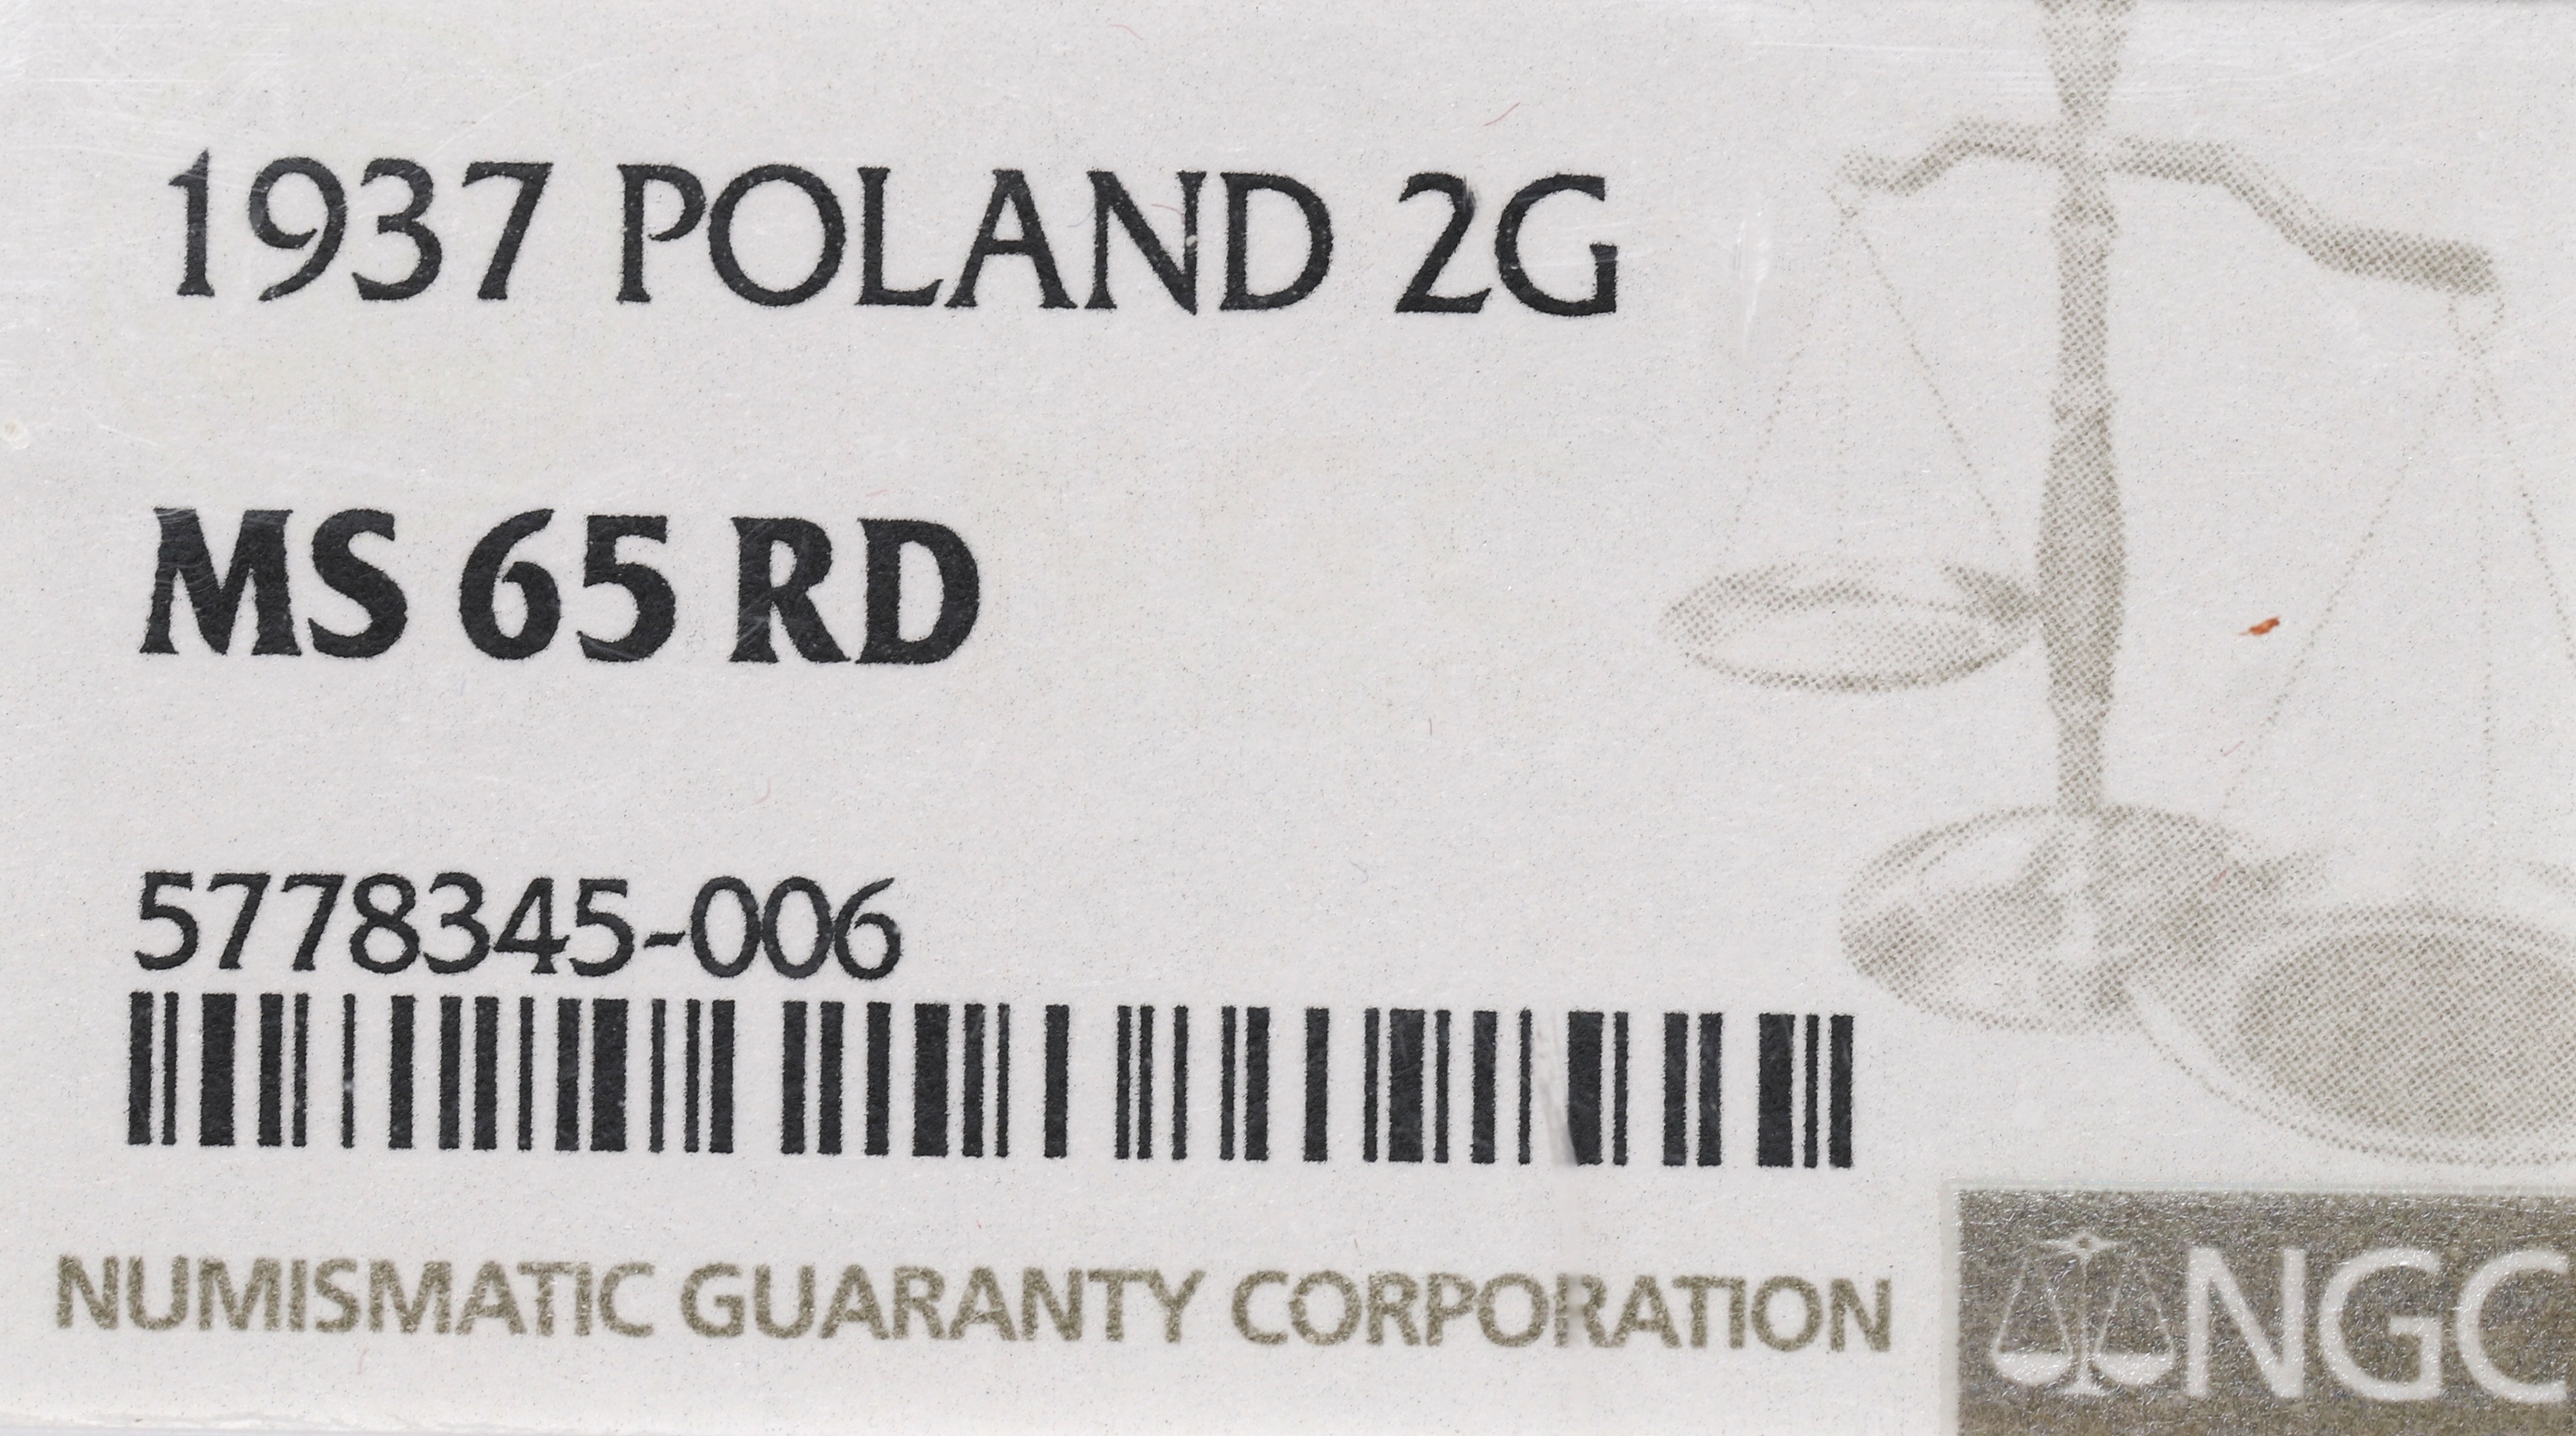 1937 POLAND 2G
MS 65 RD
5778345-006
NUMISMATIC GUARANTY CORPORATION
NGC